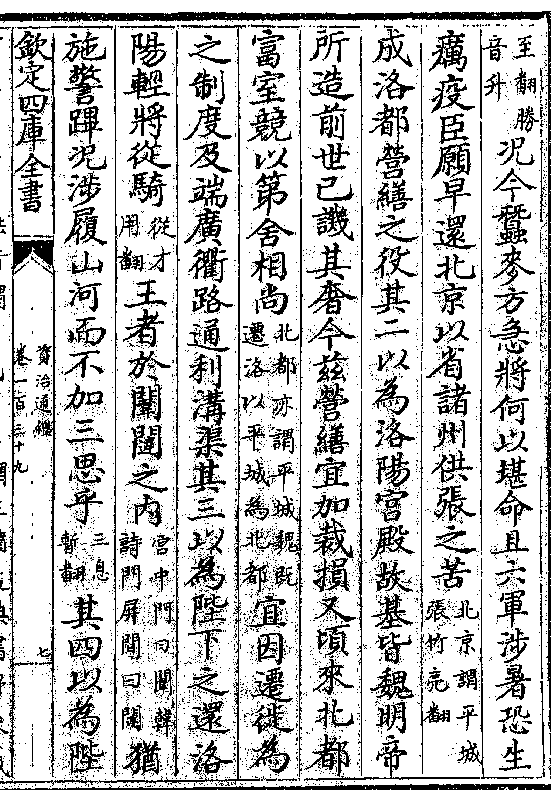 至翻勝
音升
况今蠶麥方急將何以堪命且六軍涉暑恐生
癘疫臣願早還北京以省諸州供張之苦
北京謂平城
張竹亮翻
成洛都營繕之役其二以為洛陽宮殿故基皆魏明帝
所造前世已譏其奢今兹營繕宜加裁損又頃來北都
富室競以第舍相尚
北都亦謂平城魏既
遷洛以平城為北都
宜因遷徙為
之制度及端廣衢路通利溝渠其三以為陛下之還洛
陽輕將從騎
從才
用翻
王者於闈闥之内
宫中門曰闈韓
詩門屏間曰闥
猶
施警蹕况涉履山河而不加三思乎
三息
暫翻
其四以為陛
欽定四庫全書
資治通鑑
卷一百三十九
七